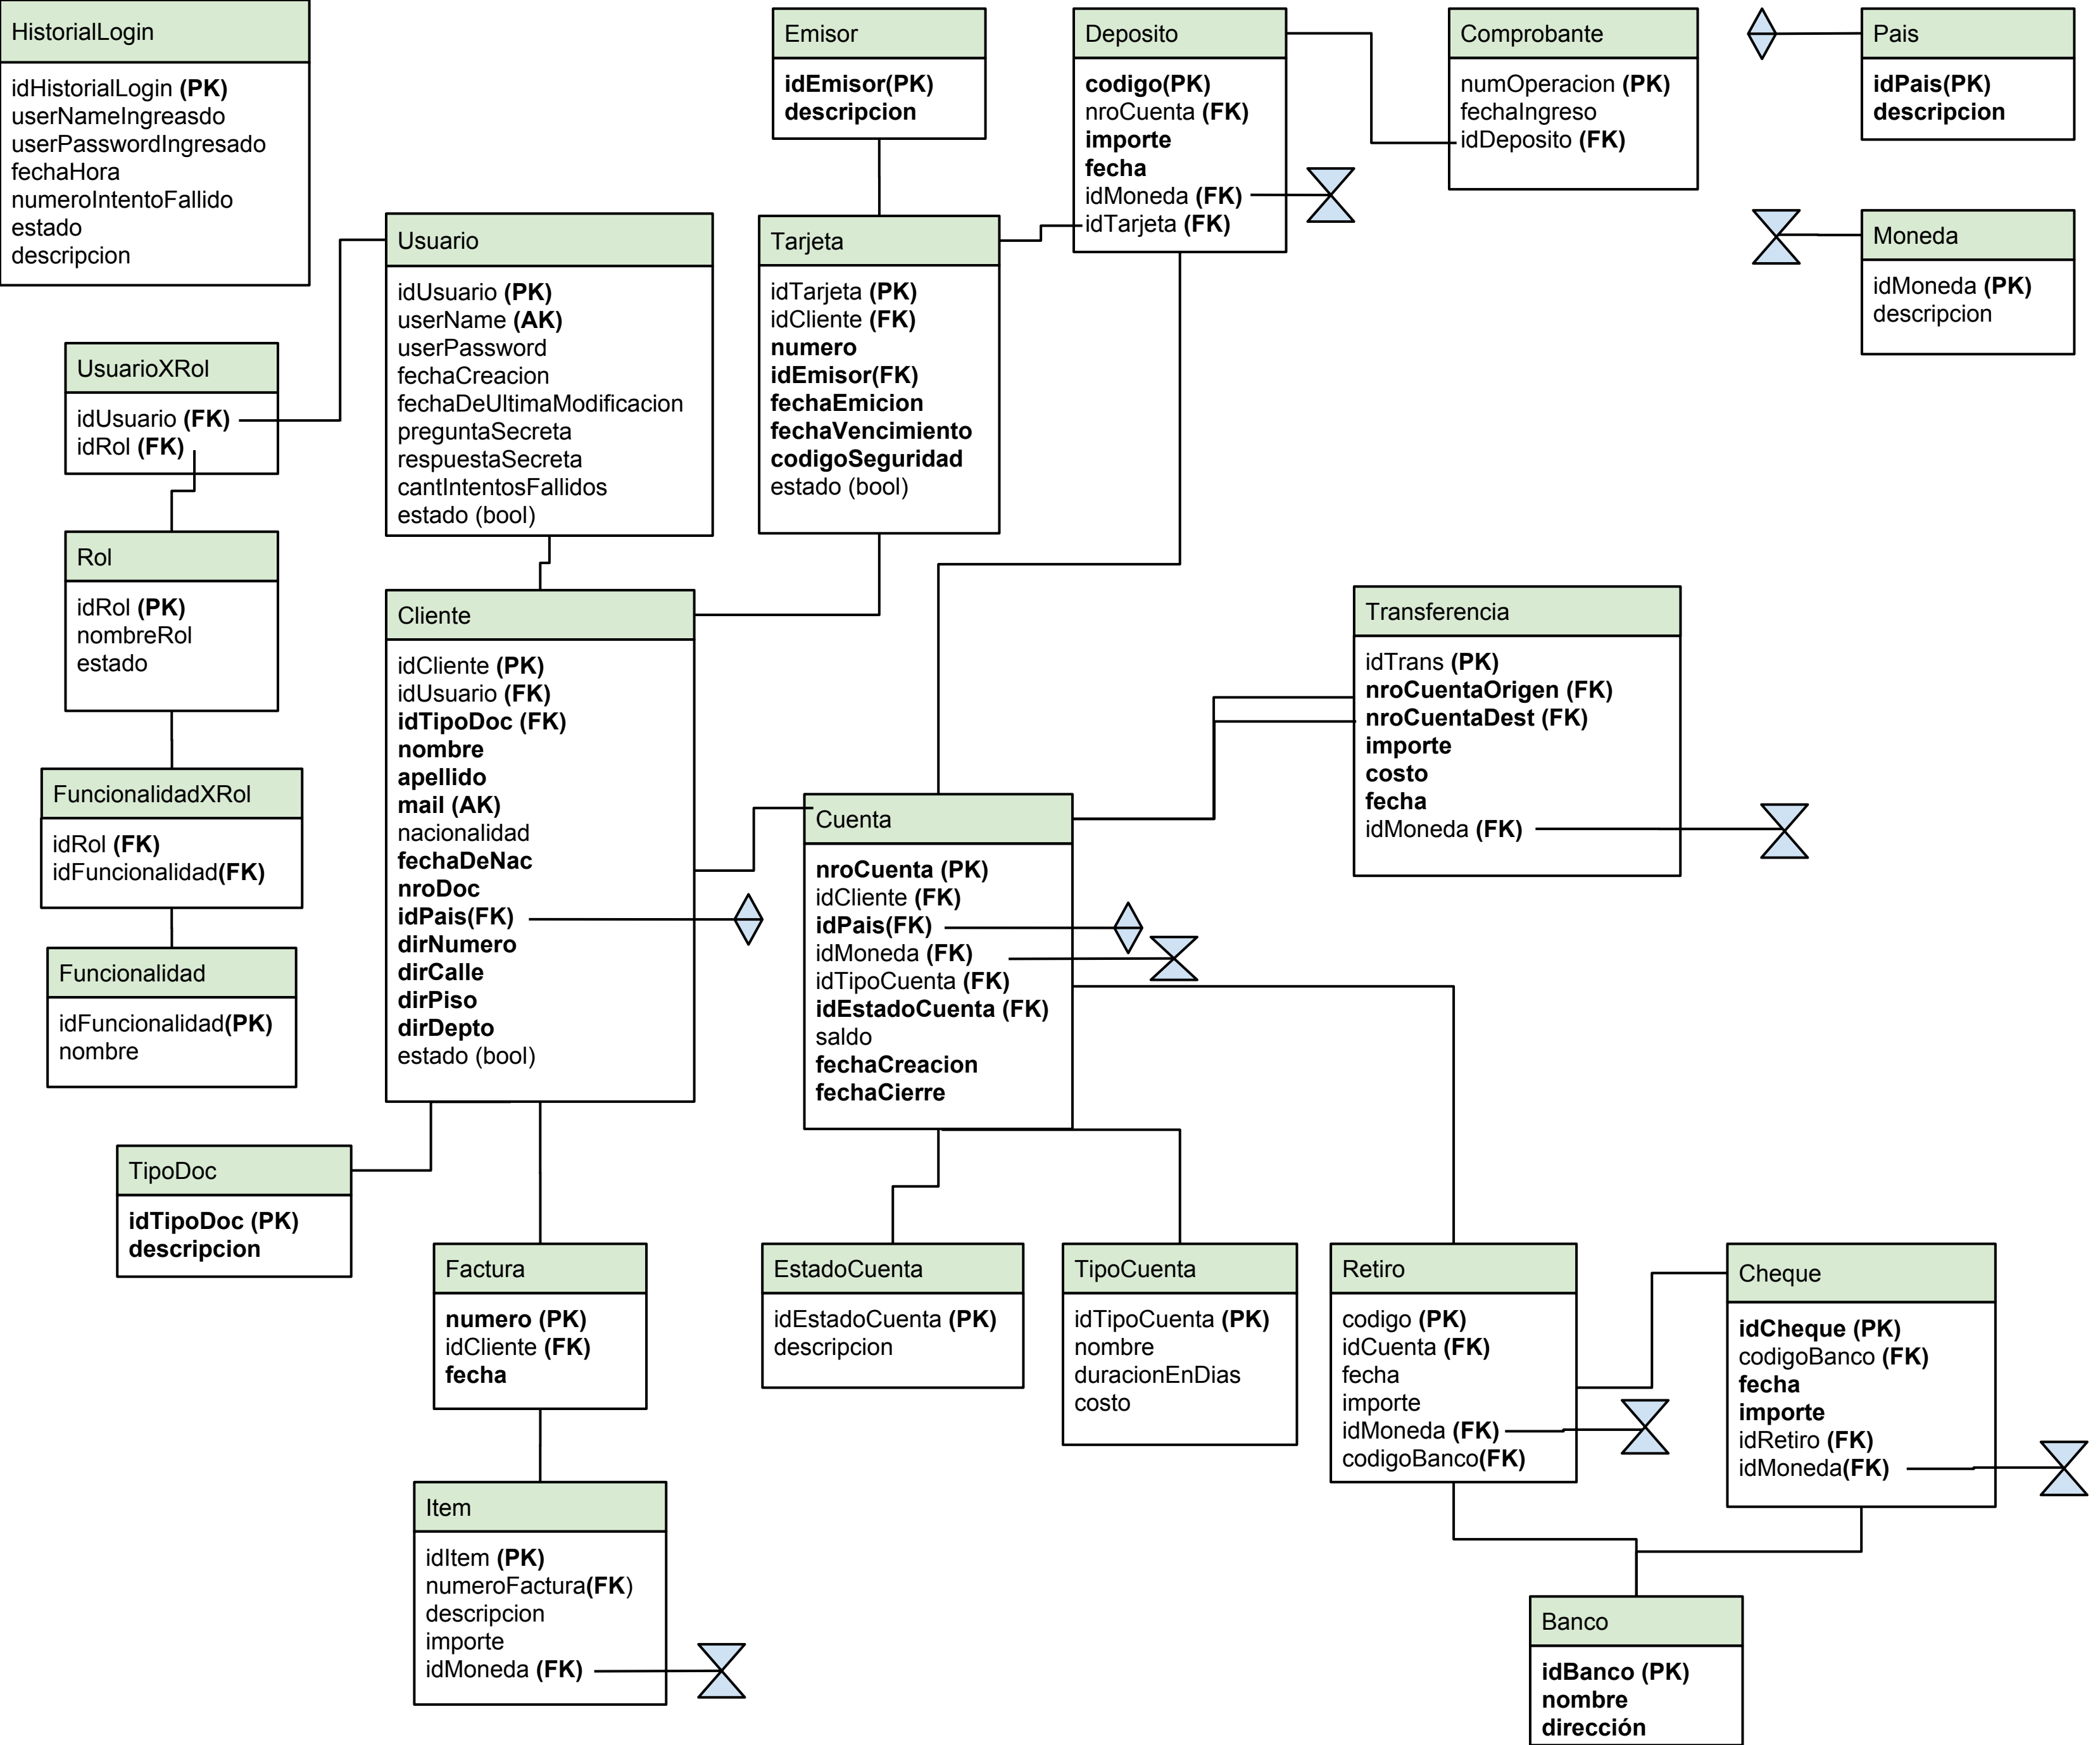 HistorialLogin
idHistorialLogin (PK)
userNameIngreasdo
userPasswordIngresado
fechaHora
numeroIntentoFallido
estado
descripcion
Emisor
idEmisor(PK)
descripcion
Deposito
codigo(PK)
nroCuenta (FK)
importe
fecha
idMoneda (FK)
idTarjeta (FK)
Comprobante
numOperacion (PK)
fechaIngreso
idDeposito (FK)
Pais
idPais(PK)
descripcion
Moneda
idMoneda (PK)
descripcion
Usuario
idUsuario (PK)
userName (AK)
userPassword
fechaCreacion
fechaDeUltimaModificacion
preguntaSecreta
respuestaSecreta
cantIntentosFallidos
estado (bool)
Tarjeta
idTarjeta (PK)
idCliente (FK)
numero
idEmisor(FK)
fechaEmicion
fechaVencimiento
codigoSeguridad
estado (bool)
UsuarioXRol
idUsuario (FK)
idRol (FK)
Rol
idRol (PK)
nombreRol
estado
Cliente
idCliente (PK)
idUsuario (FK)
idTipoDoc (FK)
nombre
apellido
mail (AK)
nacionalidad
fechaDeNac
nroDoc
idPais(FK)
dirNumero
dirCalle
dirPiso
dirDepto
estado (bool)
Transferencia
idTrans (PK)
nroCuentaOrigen (FK)
nroCuentaDest (FK)
importe
costo
fecha
idMoneda (FK)
FuncionalidadXRol
idRol (FK)
idFuncionalidad(FK)
Cuenta
nroCuenta (PK)
idCliente (FK)
idPais(FK)
idMoneda (FK)
idTipoCuenta (FK)
idEstadoCuenta (FK)
saldo
fechaCreacion
fechaCierre
Funcionalidad
idFuncionalidad(PK)
nombre
TipoDoc
idTipoDoc (PK)
descripcion
Factura
numero (PK)
idCliente (FK)
fecha
EstadoCuenta
idEstadoCuenta (PK)
descripcion
TipoCuenta
idTipoCuenta (PK)
nombre
duracionEnDias
costo
Retiro
codigo (PK)
idCuenta (FK)
fecha
importe
idMoneda (FK)
codigoBanco(FK)
Cheque
idCheque (PK)
codigoBanco (FK)
fecha
importe
idRetiro (FK)
idMoneda(FK)
Item
idItem (PK)
numeroFactura(FK)
descripcion
importe
idMoneda (FK)
Banco
idBanco (PK)
nombre
dirección